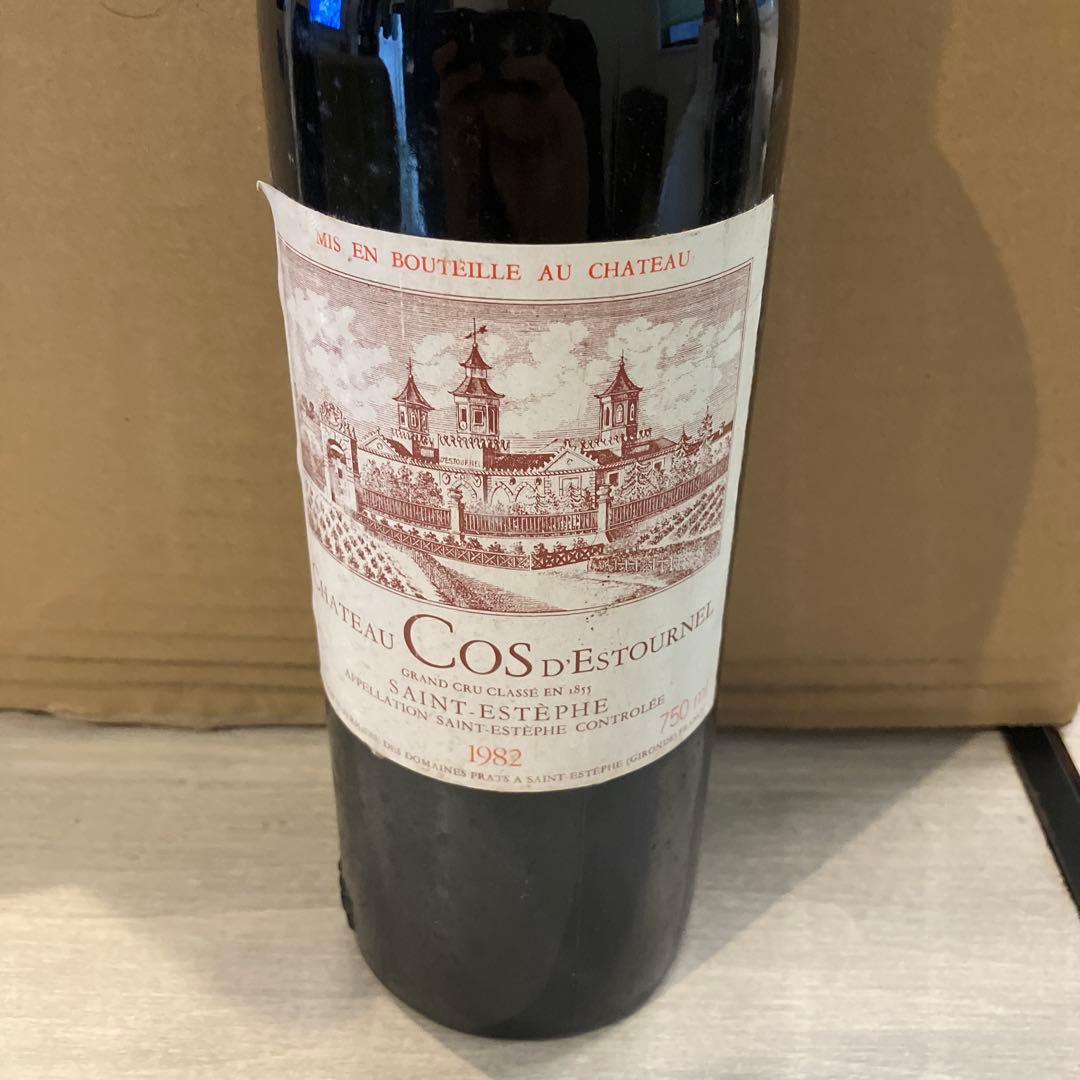 MIS EN BOUTEILLE AU CHATEAU
D'ESTOURNEL
CHATEAU COS D'ESTOURNEL
GRAND CRU CLASSÉ EN 1855
SAINT-ESTÈPHE
APPELLATION SAINT-ESTÈPHE CONTROLÉE
750 ml
1982
DES DOMAINES PRATS A SAINT-ESTÈPHE (GIRONDE)